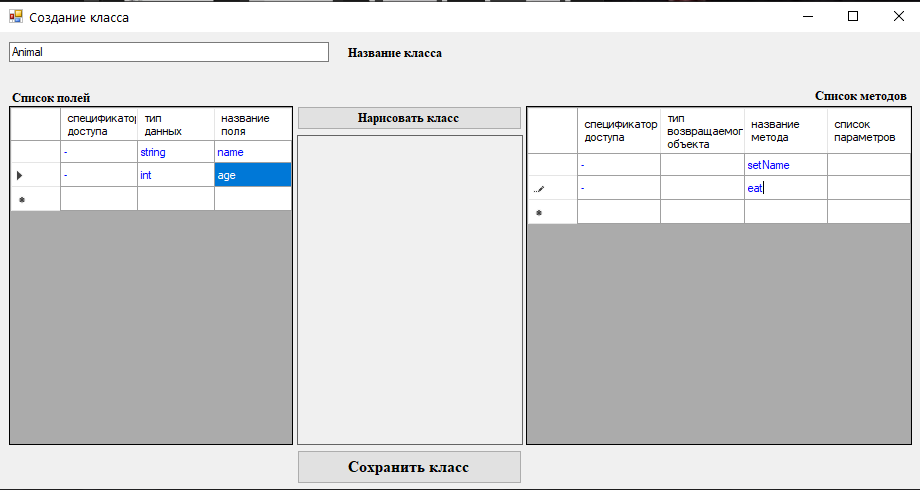 Создание класса
Animal
Название класса
Список полей
Список методов
спецификатор
доступа
тип
данных
название
поля
- string name
- int age
Нарисовать класс
спецификатор
доступа
тип
возвращаемог
объекта
название
метода
список
параметров
- setName
- eat
Сохранить класс